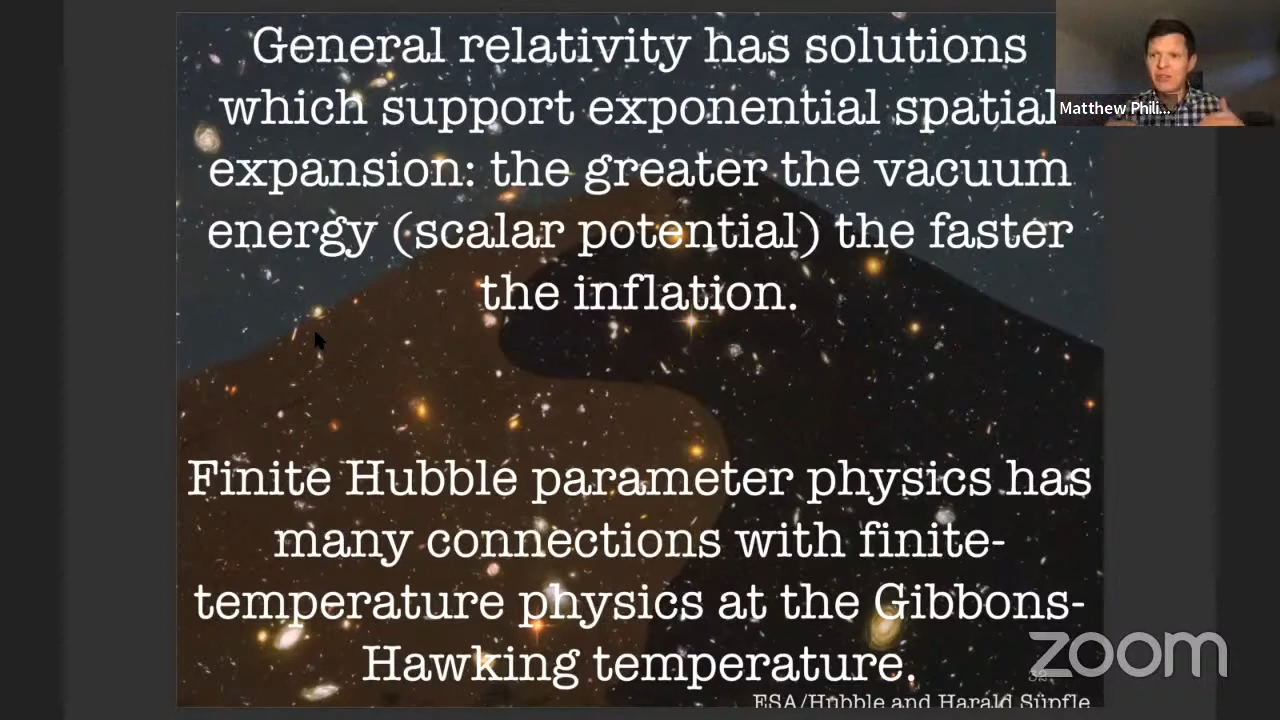 General relativity has solutions
which support exponential spatial
expansion: the greater the vacuum
energy (scalar potential) the faster
the inflation.
Matthew Phili...
Finite Hubble parameter physics has
many connections with finite-
temperature physics at the Gibbons-
Hawking temperature.
zoom
32
ESA/Hubble and Harald Süpfle